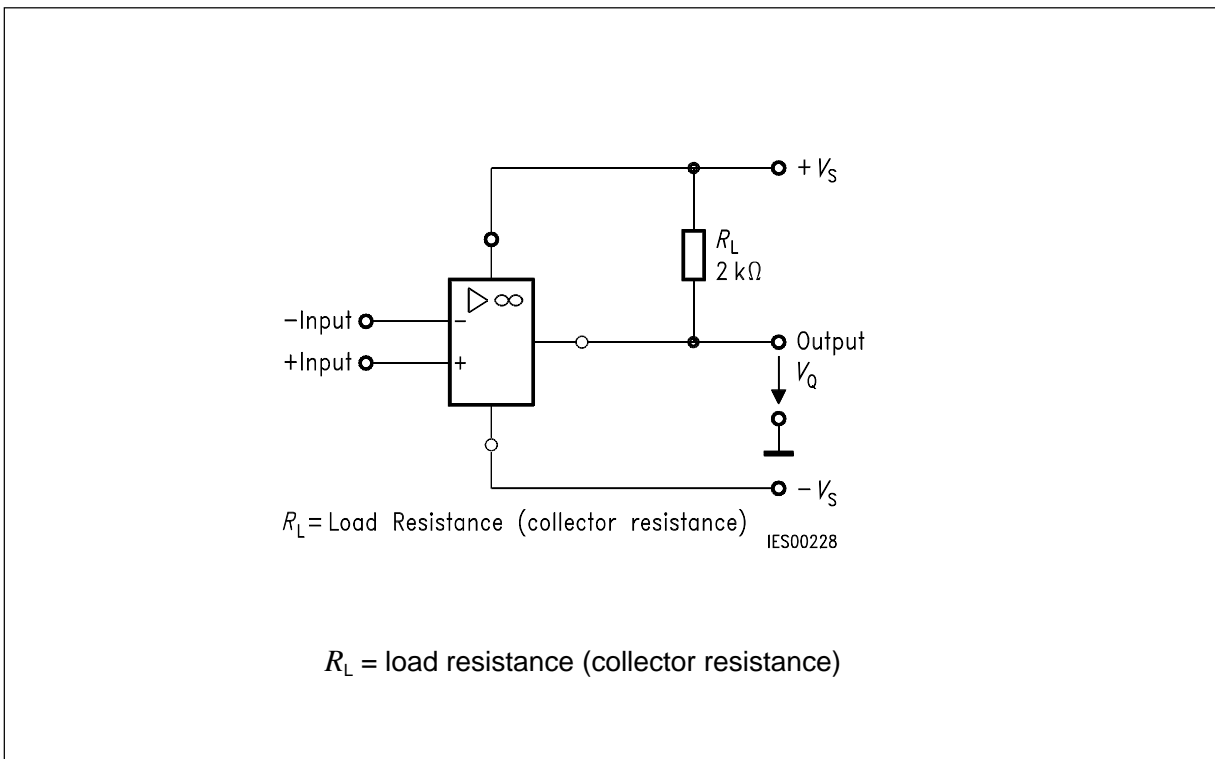 + V_S
R_L
2 kΩ
▷ ∞
−Input
−
+Input
+
Output
V_Q
− V_S
R_L = Load Resistance (collector resistance)
IES00228
R_L = load resistance (collector resistance)